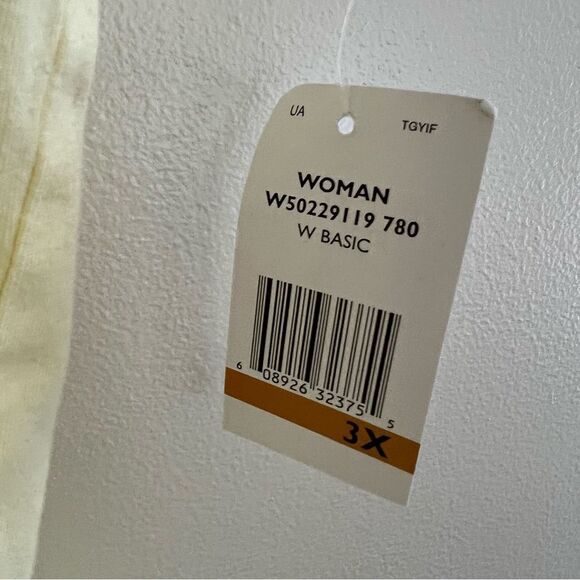 UA TGYIF
WOMAN
W50229119 780
W BASIC
6 08926 32375 5
3X